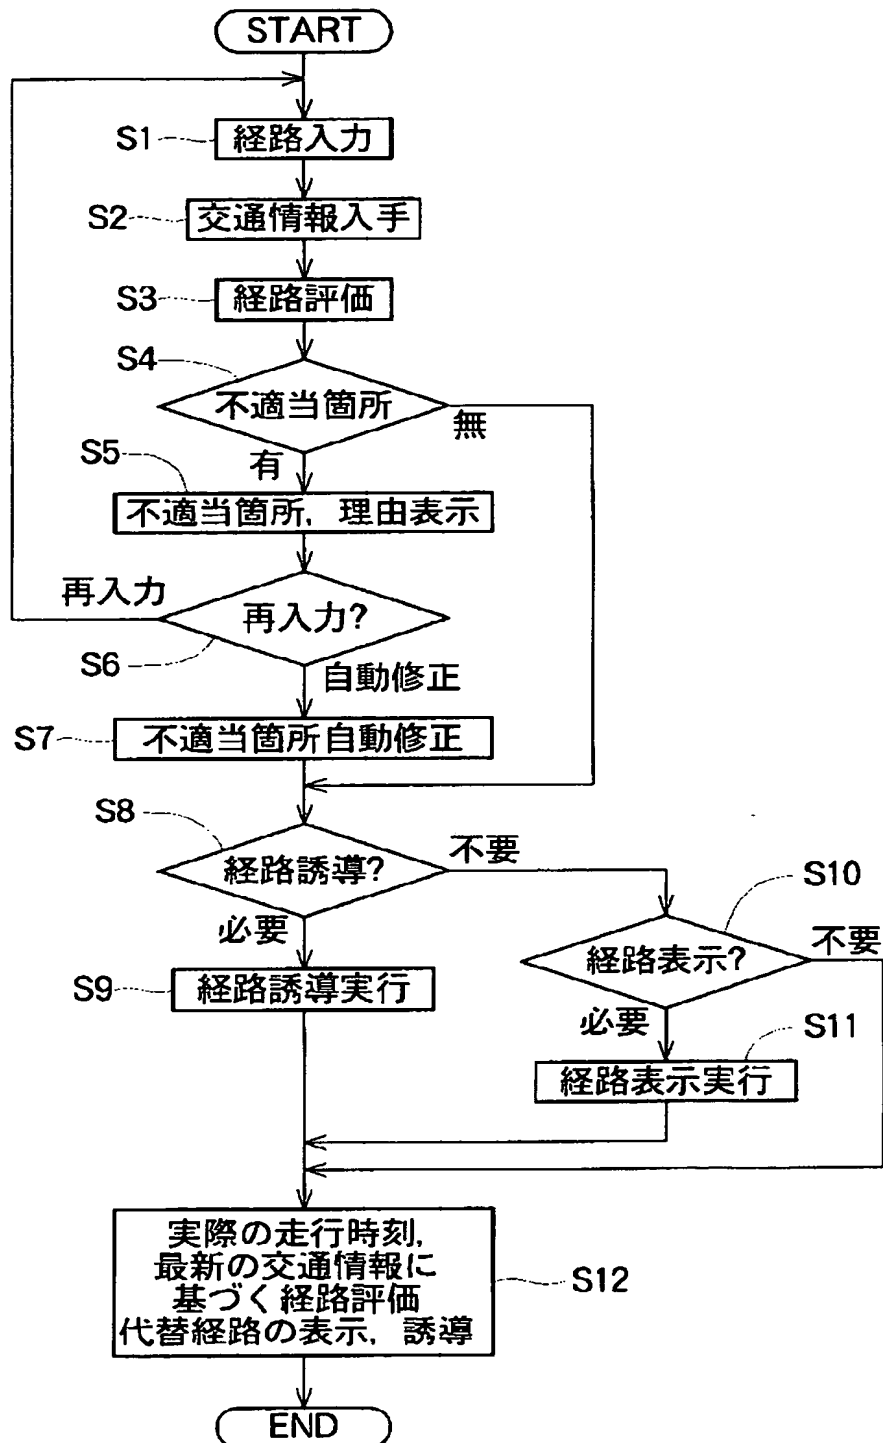 START
S1
経路入力
S2
交通情報入手
S3
経路評価
S4
不適当箇所
無
有
S5
不適当箇所, 理由表示
再入力
再入力?
S6
自動修正
S7
不適当箇所自動修正
S8
経路誘導?
不要
必要
S9
経路誘導実行
S10
経路表示?
不要
必要
S11
経路表示実行
実際の走行時刻,
最新の交通情報に
基づく経路評価
代替経路の表示, 誘導
S12
END